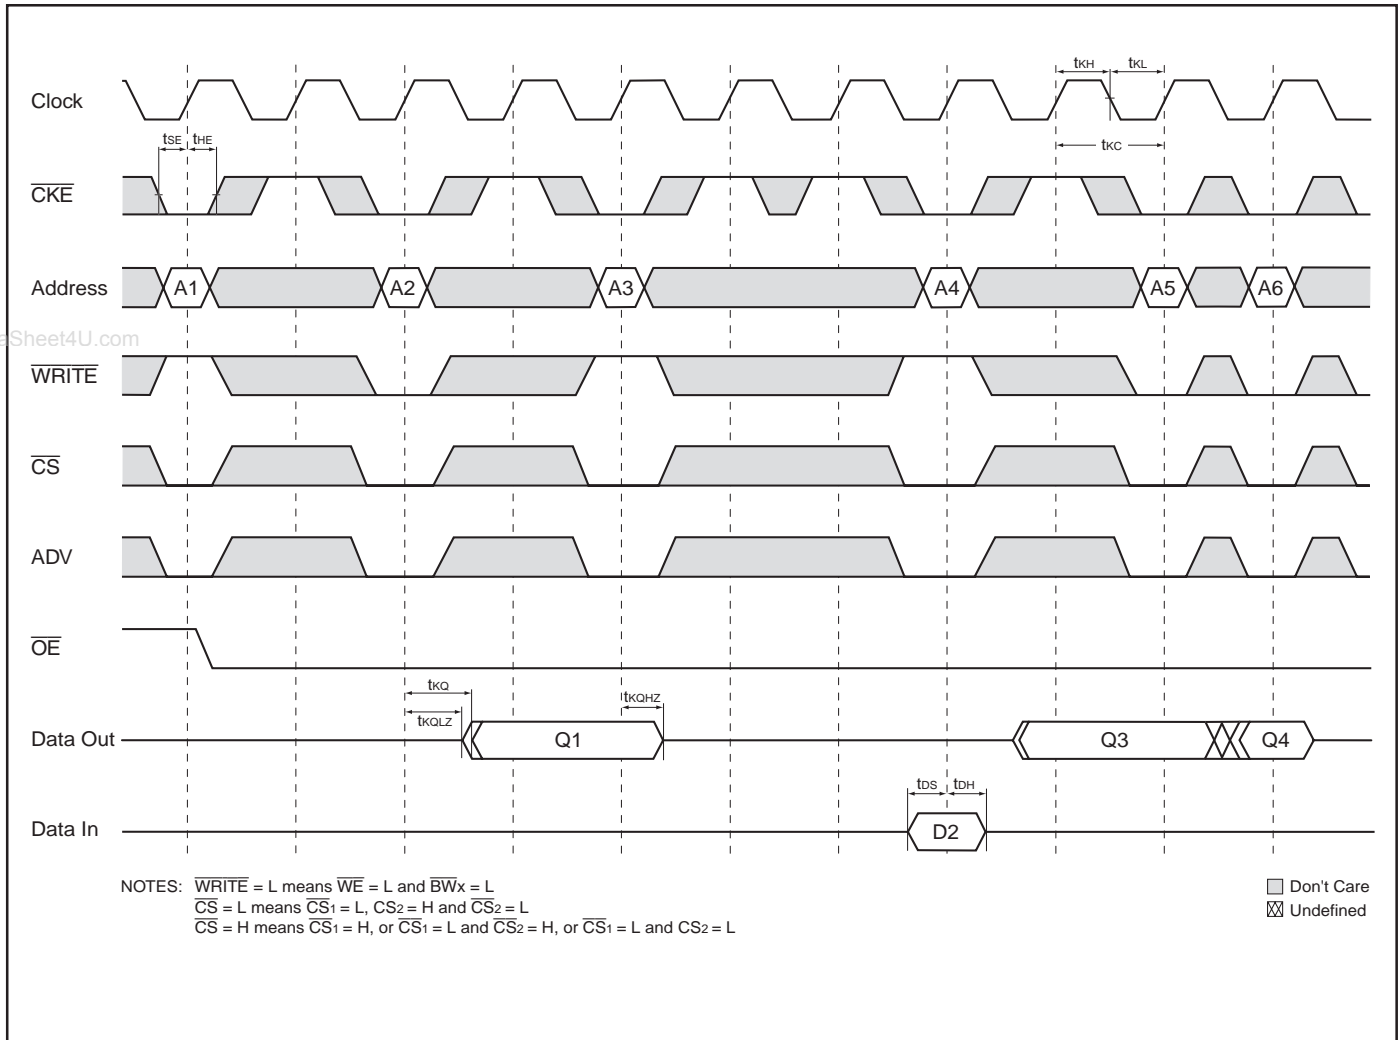 tKH tKL
Clock
tSE tHE
tKC
CKE
Address A1 A2 A3 A4 A5 A6
aSheet4U.com
WRITE
CS
ADV
OE
tKQ
tKQLZ
tKQHZ
Data Out Q1 Q3 Q4
tDS tDH
Data In D2
NOTES: WRITE = L means WE = L and BWx = L
CS = L means CS1 = L, CS2 = H and CS2 = L
CS = H means CS1 = H, or CS1 = L and CS2 = H, or CS1 = L and CS2 = L
Don't Care
Undefined